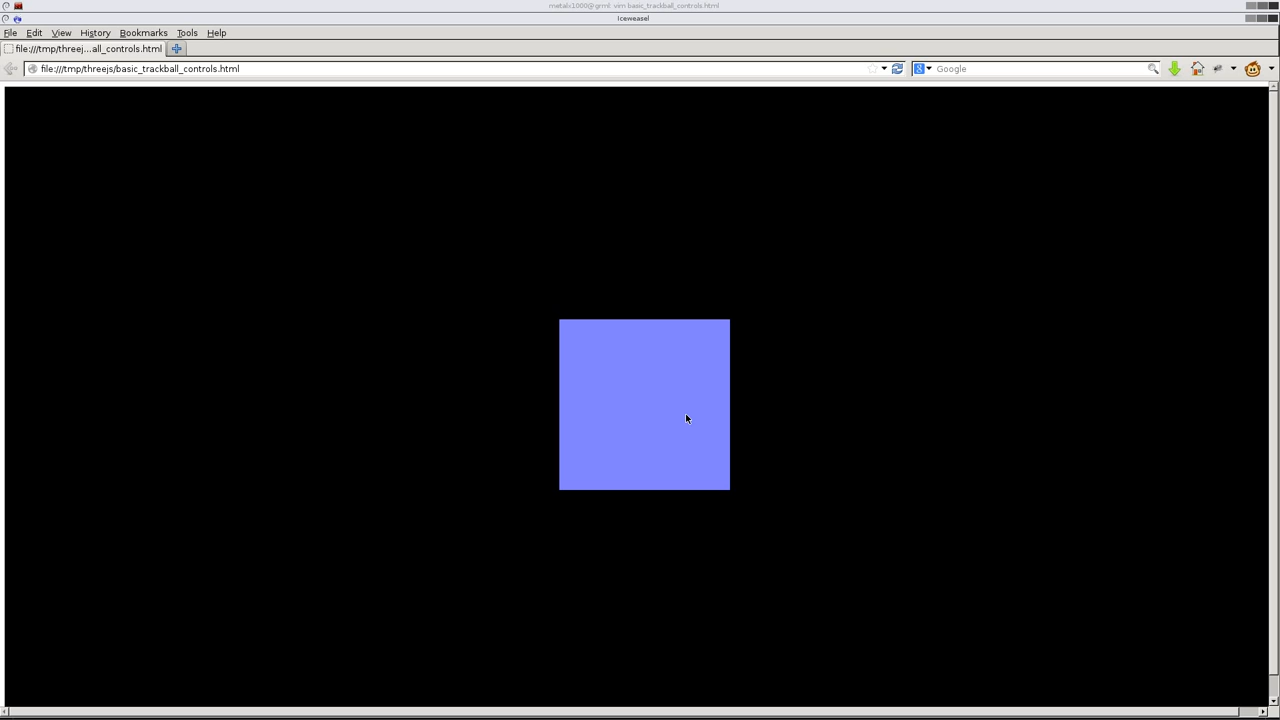 metalx1000@grml: vim basic_trackball_controls.html
Iceweasel
File Edit View History Bookmarks Tools Help
file:///tmp/threej...all_controls.html
file:///tmp/threejs/basic_trackball_controls.html
Google